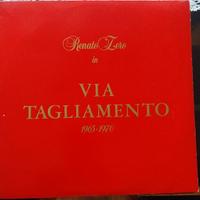 Renato Zero
in
VIA
TAGLIAMENTO
1965-1970